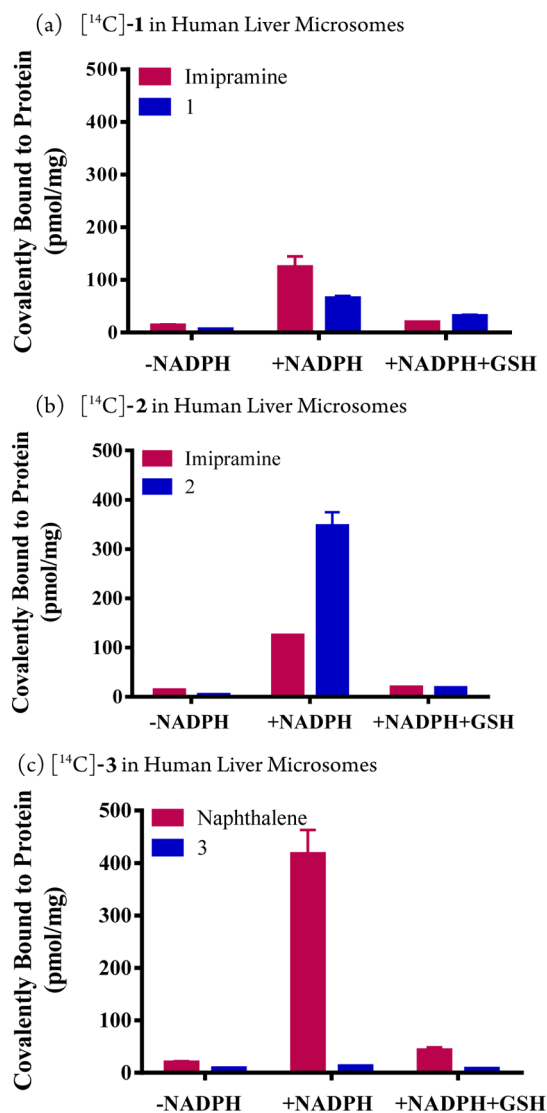 (a) [¹⁴C]-1 in Human Liver Microsomes
500
400
300
200
100
0
Covalently Bound to Protein
(pmol/mg)
Imipramine
1
-NADPH +NADPH +NADPH+GSH
(b) [¹⁴C]-2 in Human Liver Microsomes
500
400
300
200
100
0
Covalently Bound to Protein
(pmol/mg)
Imipramine
2
-NADPH +NADPH +NADPH+GSH
(c) [¹⁴C]-3 in Human Liver Microsomes
500
400
300
200
100
0
Covalently Bound to Protein
(pmol/mg)
Naphthalene
3
-NADPH +NADPH +NADPH+GSH